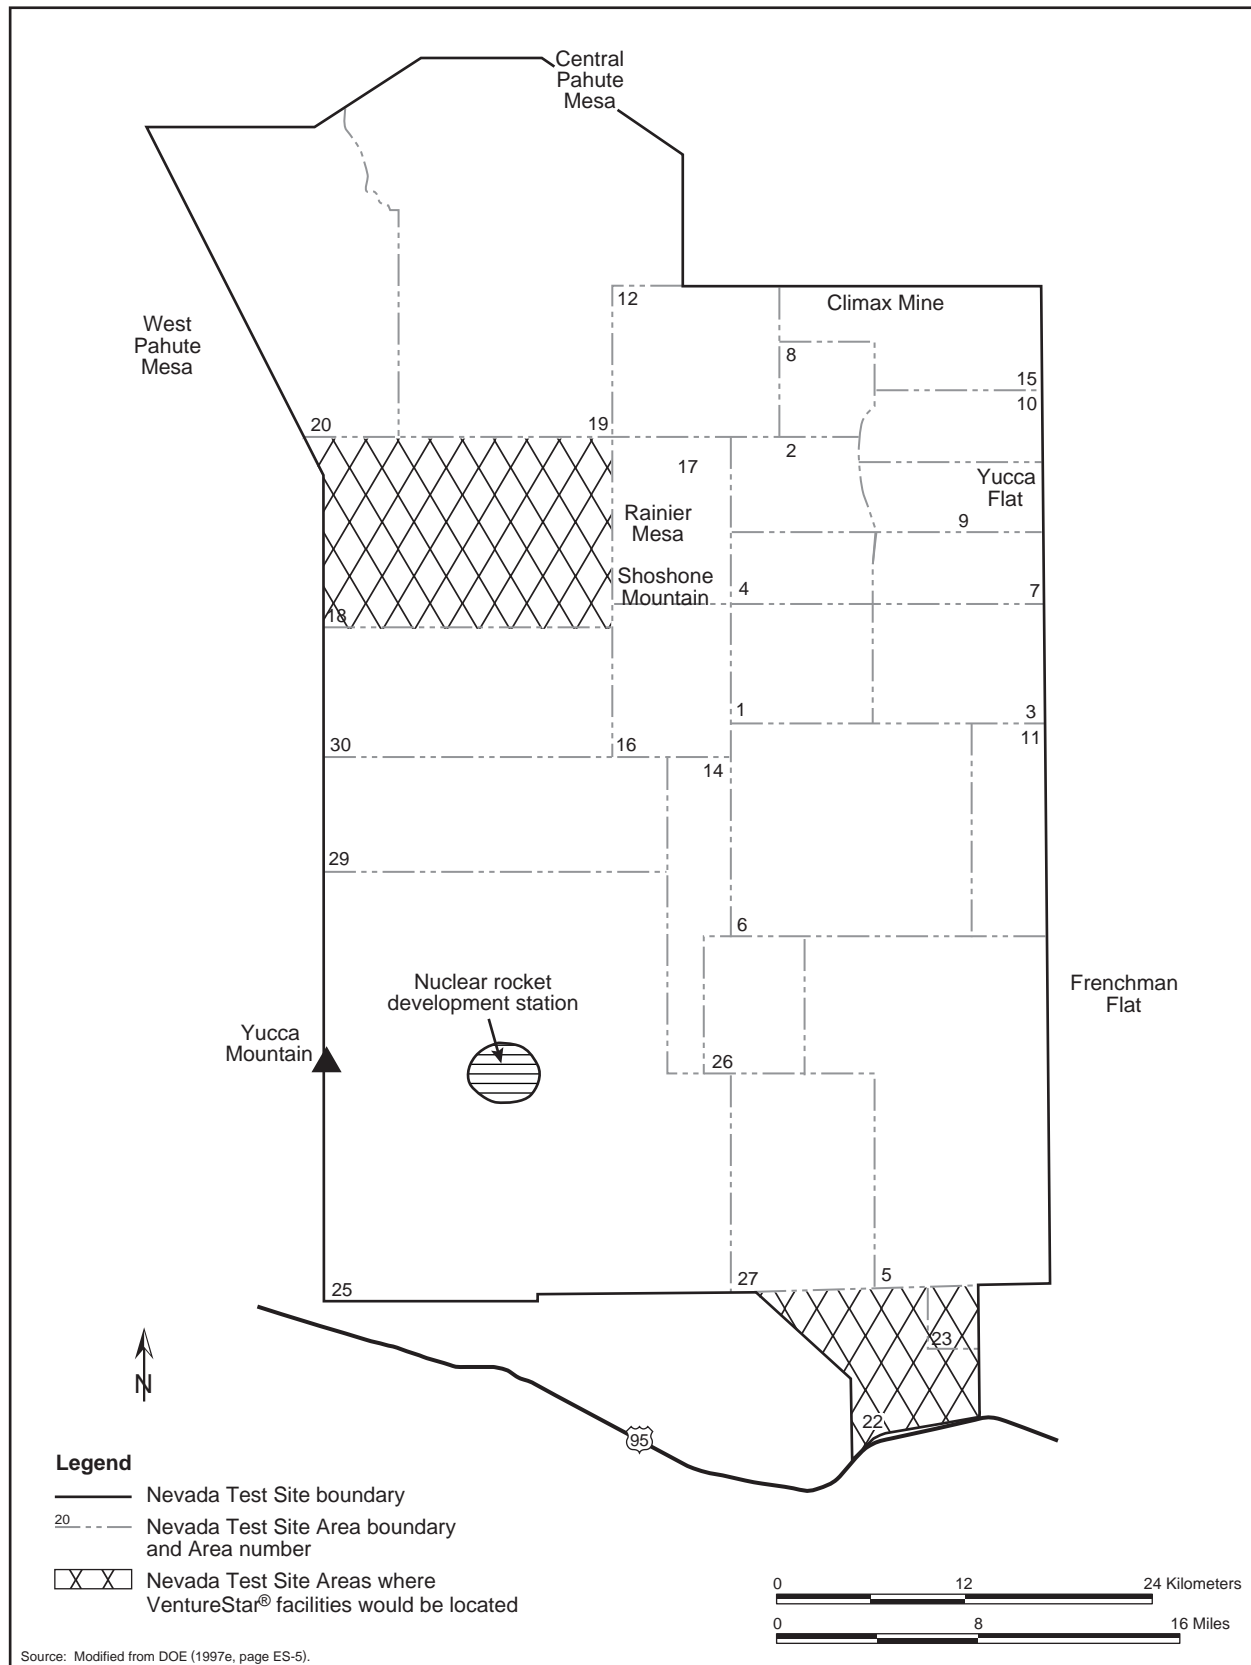 Central
Pahute
Mesa
12
Climax Mine
West
Pahute
Mesa
8
15
10
20
19
2
17
Yucca
Flat
Rainier
Mesa
9
Shoshone
Mountain
4
7
18
1
3
11
30
16
14
29
6
Nuclear rocket
development station
Frenchman
Flat
Yucca
Mountain
26
25
27
5
23
N
22
95
Legend
Nevada Test Site boundary
20
Nevada Test Site Area boundary
and Area number
Nevada Test Site Areas where
VentureStar® facilities would be located
0 12 24 Kilometers
0 8 16 Miles
Source: Modified from DOE (1997e, page ES-5).